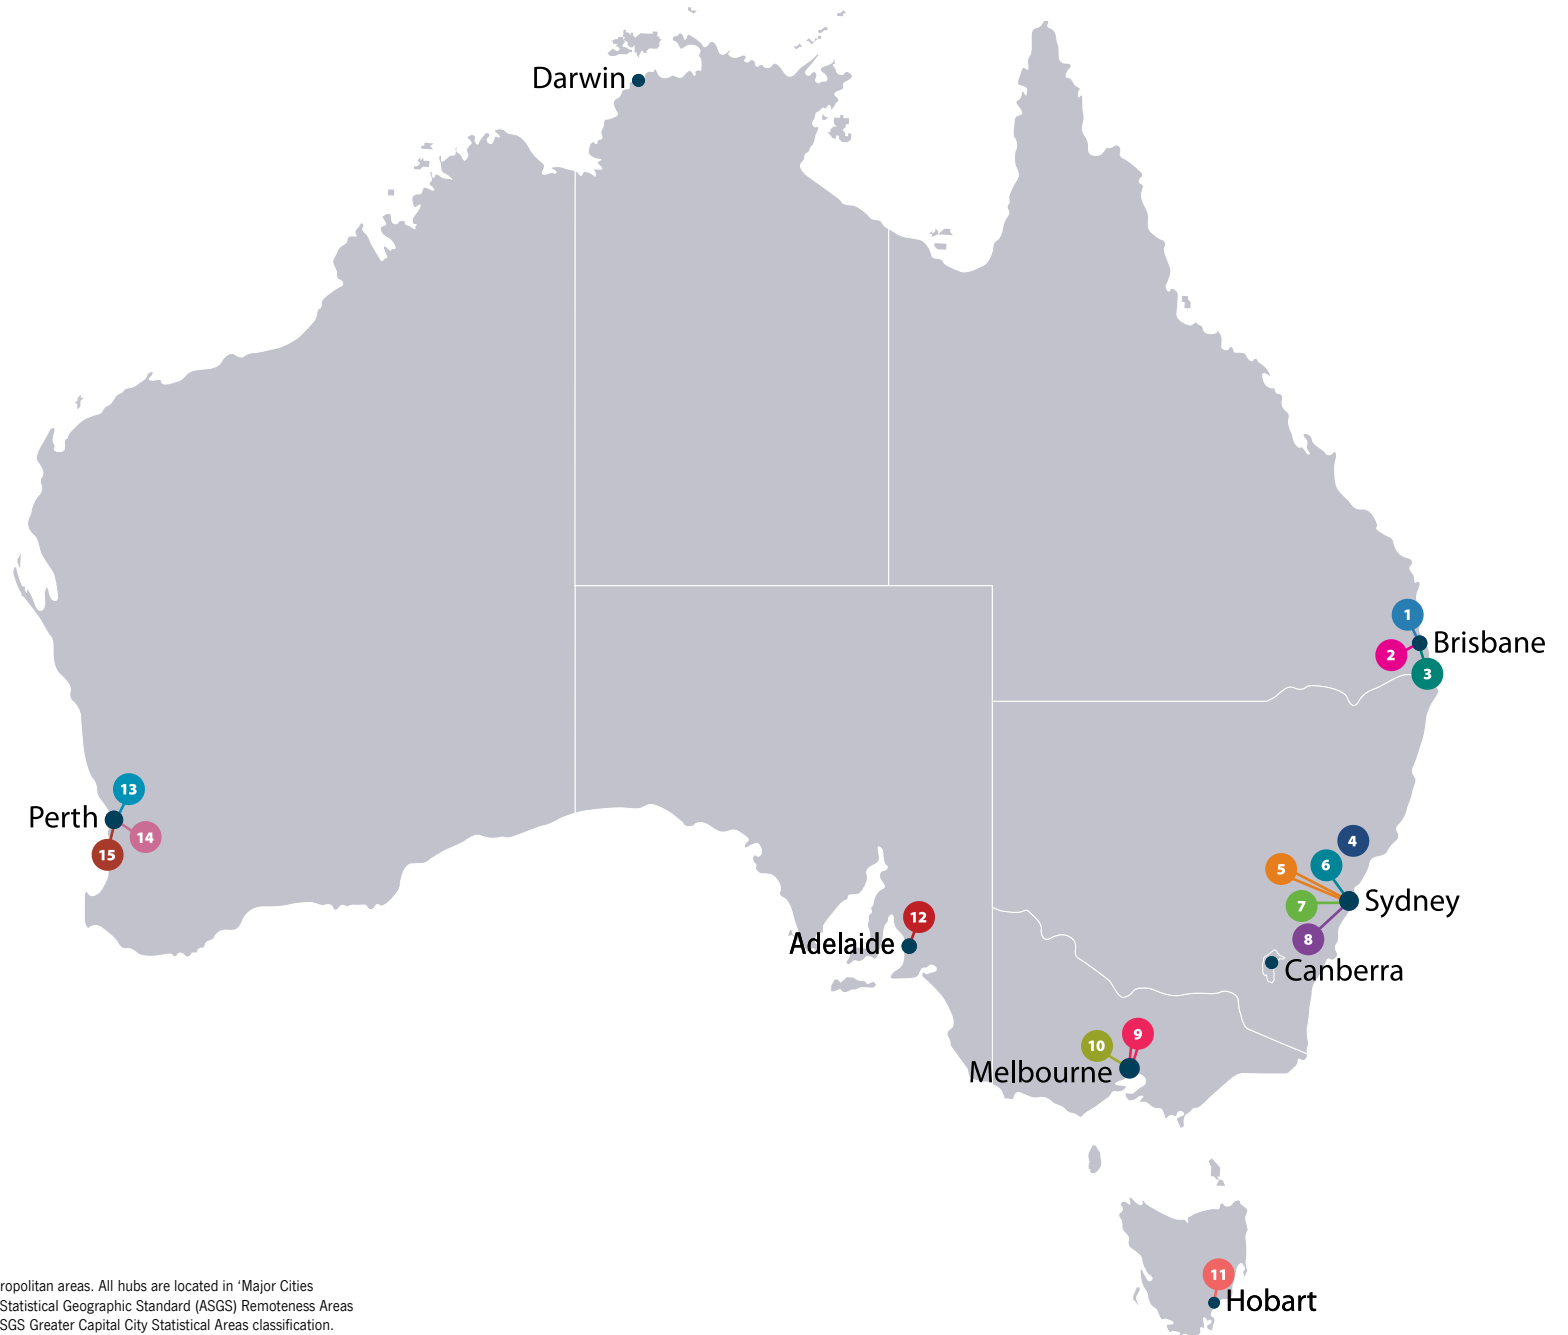 Darwin
1
Brisbane
2
3
13
Perth
14
15
4
5
6
Sydney
7
8
12
Adelaide
Canberra
9
10
Melbourne
11
Hobart
ropolitan areas. All hubs are located in ‘Major Cities
Statistical Geographic Standard (ASGS) Remoteness Areas
SGS Greater Capital City Statistical Areas classification.